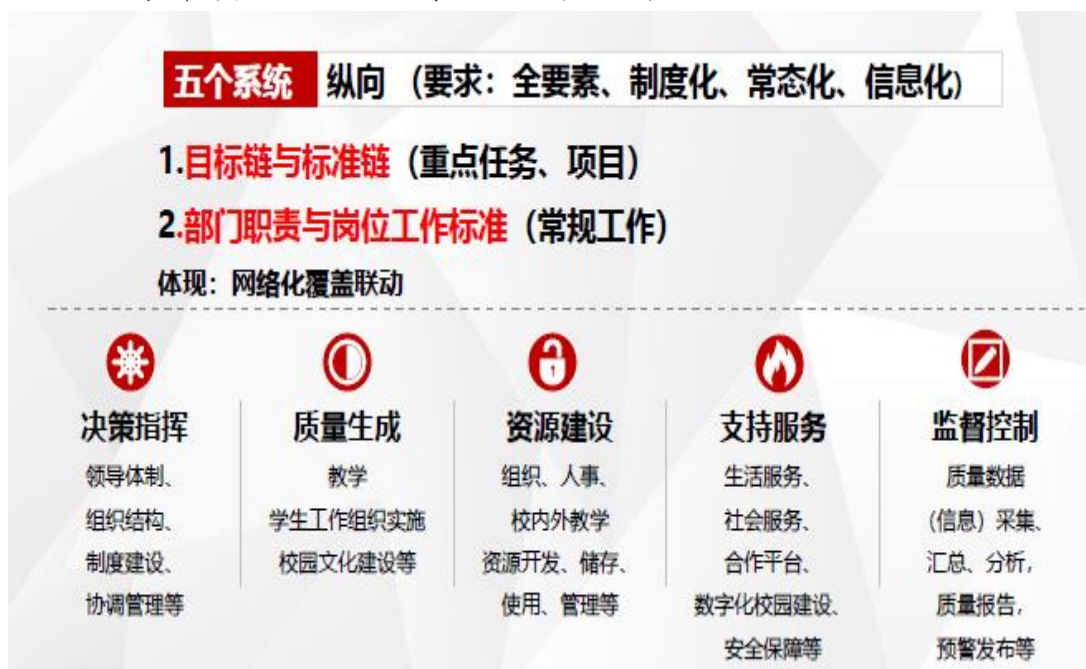 五个系统 纵向 （要求：全要素、制度化、常态化、信息化）
1.目标链与标准链（重点任务、项目）
2.部门职责与岗位工作标准（常规工作）
体现：网络化覆盖联动
决策指挥
领导体制、
组织结构、
制度建设、
协调管理等
质量生成
教学
学生工作组织实施
校园文化建设等
资源建设
组织、人事、
校内外教学
资源开发、储存、
使用、管理等
支持服务
生活服务、
社会服务、
合作平台、
数字化校园建设、
安全保障等
监督控制
质量数据
（信息）采集、
汇总、分析，
质量报告，
预警发布等